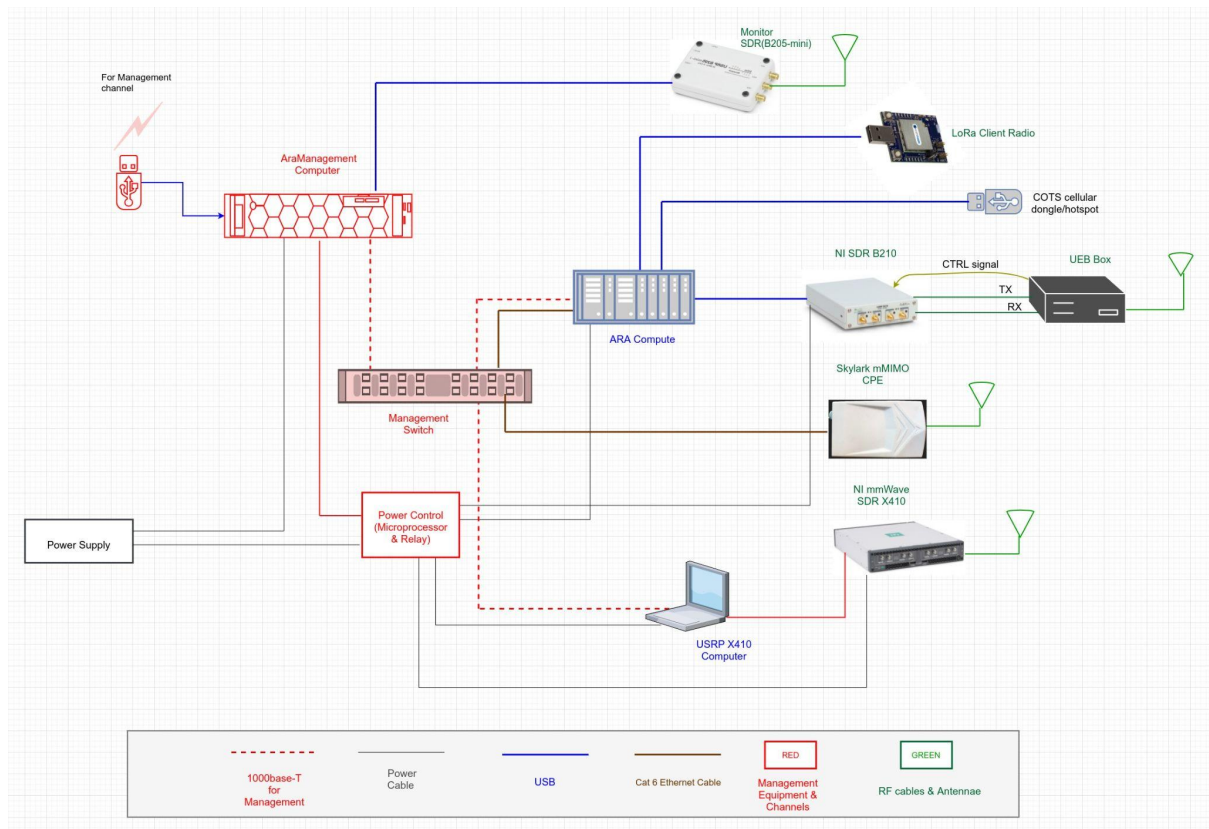 Monitor
SDR(B205-mini)
For Management
channel
LoRa Client Radio
AraManagement
Computer
COTS cellular
dongle/hotspot
NI SDR B210
CTRL signal
UEB Box
TX
RX
ARA Compute
Skylark mMIMO
CPE
Management
Switch
NI mmWave
SDR X410
Power Control
(Microprocessor
& Relay)
Power Supply
USRP X410
Computer
1000base-T
for
Management
Power
Cable
USB
Cat 6 Ethernet Cable
RED
Management
Equipment &
Channels
GREEN
RF cables & Antennae